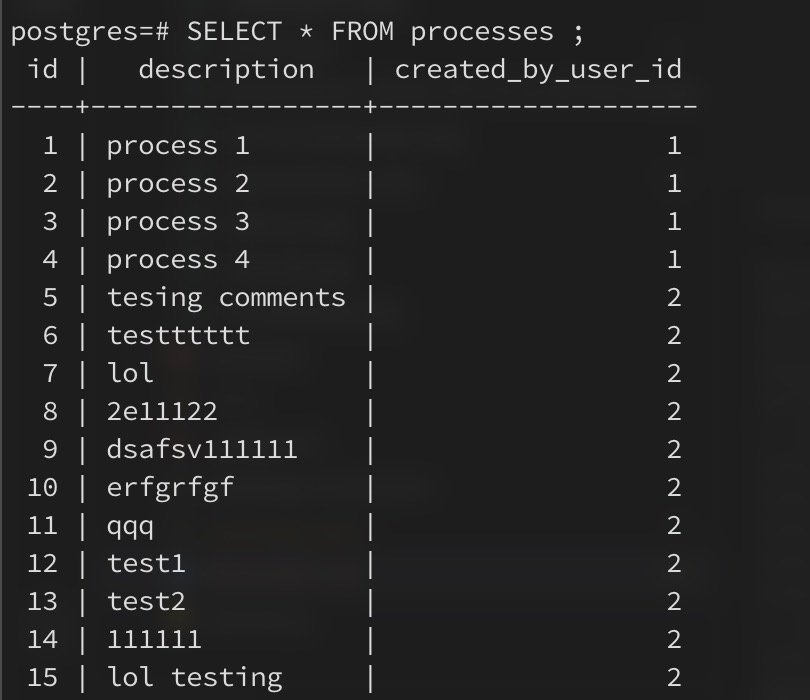 postgres=# SELECT * FROM processes ;
 id |   description   | created_by_user_id
----+-----------------+--------------------
  1 | process 1       |                  1
  2 | process 2       |                  1
  3 | process 3       |                  1
  4 | process 4       |                  1
  5 | tesing comments |                  2
  6 | testttttt       |                  2
  7 | lol             |                  2
  8 | 2e11122         |                  2
  9 | dsafsv111111    |                  2
 10 | erfgrfgf        |                  2
 11 | qqq             |                  2
 12 | test1           |                  2
 13 | test2           |                  2
 14 | 111111          |                  2
 15 | lol testing     |                  2